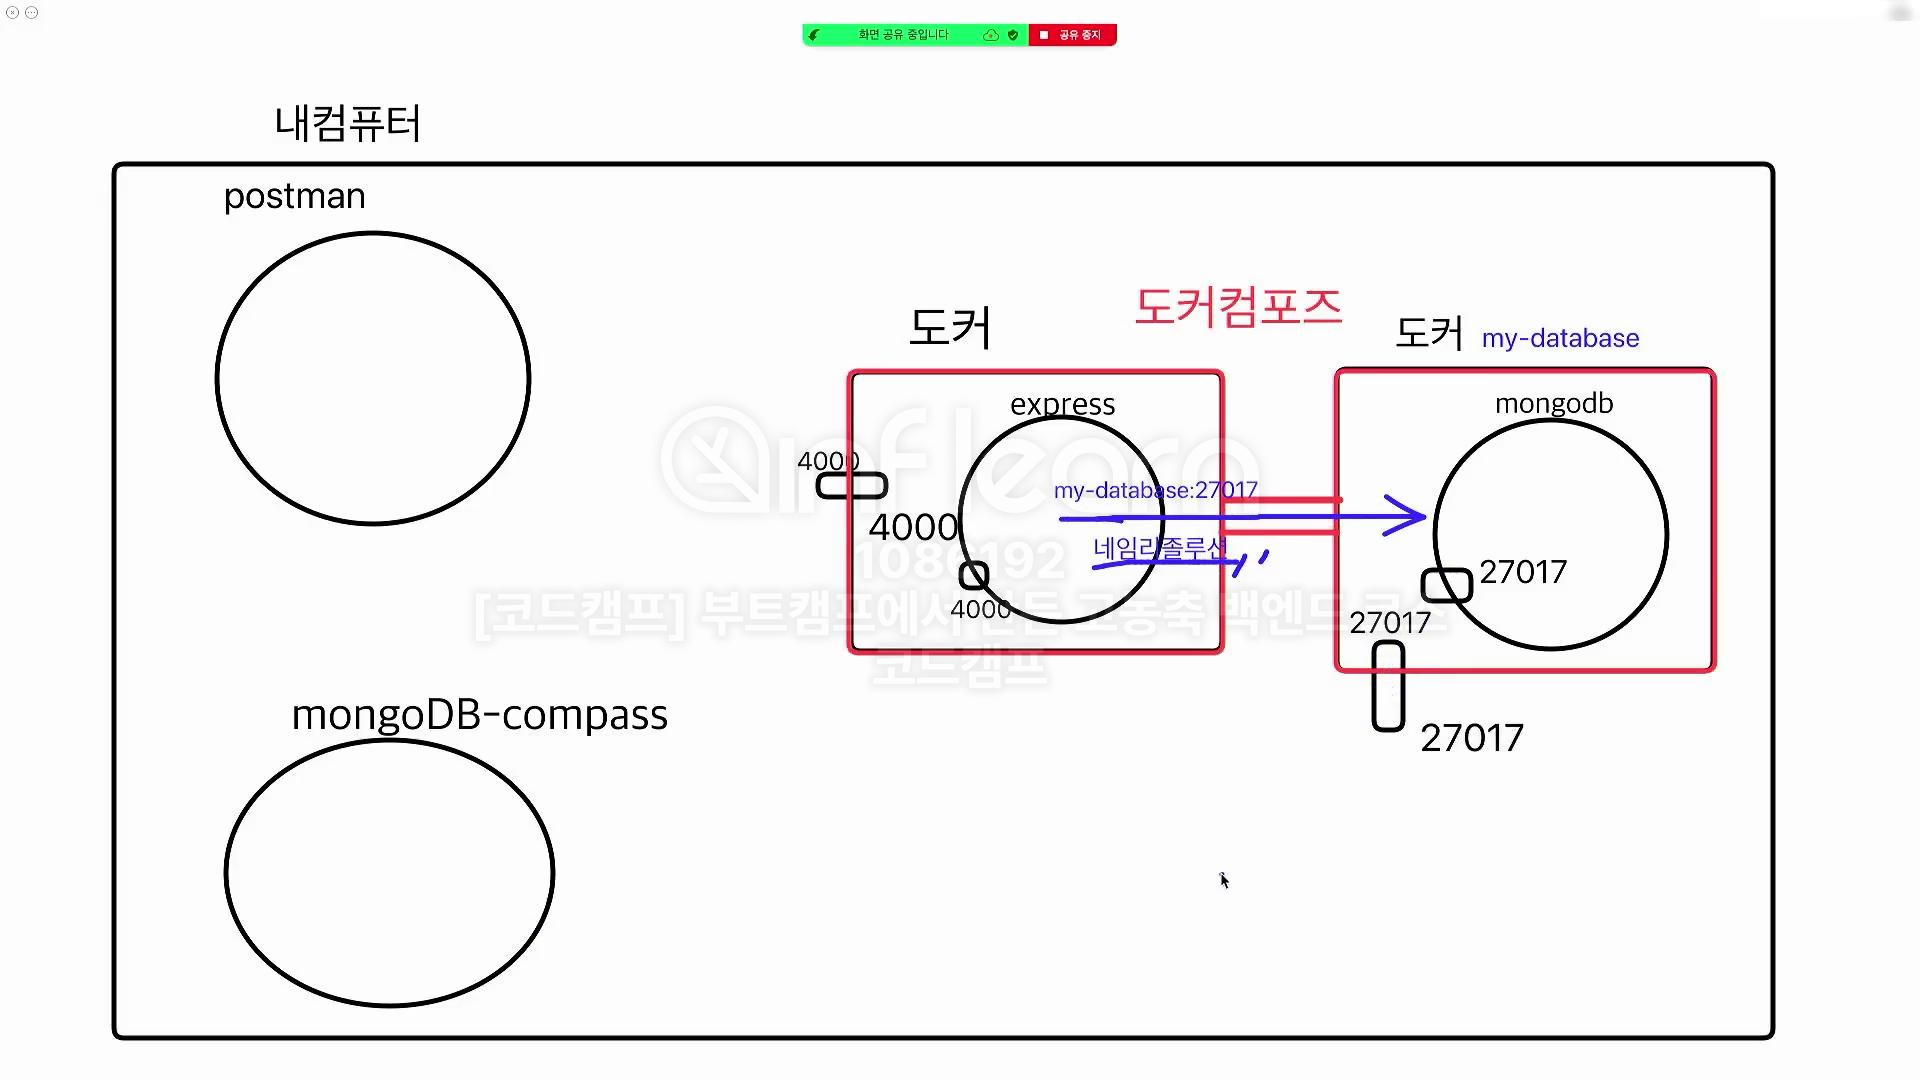 화면 공유 중입니다
공유 중지
내컴퓨터
postman
도커
도커컴포즈
도커 my-database
express
mongodb
inflearn
4000
my-database:27017
4000
네임리졸루션
1086192
27017
4000
27017
[코드캠프] 부트캠프에서 만든 고농축 백엔드 코스
코드캠프
mongoDB-compass
27017